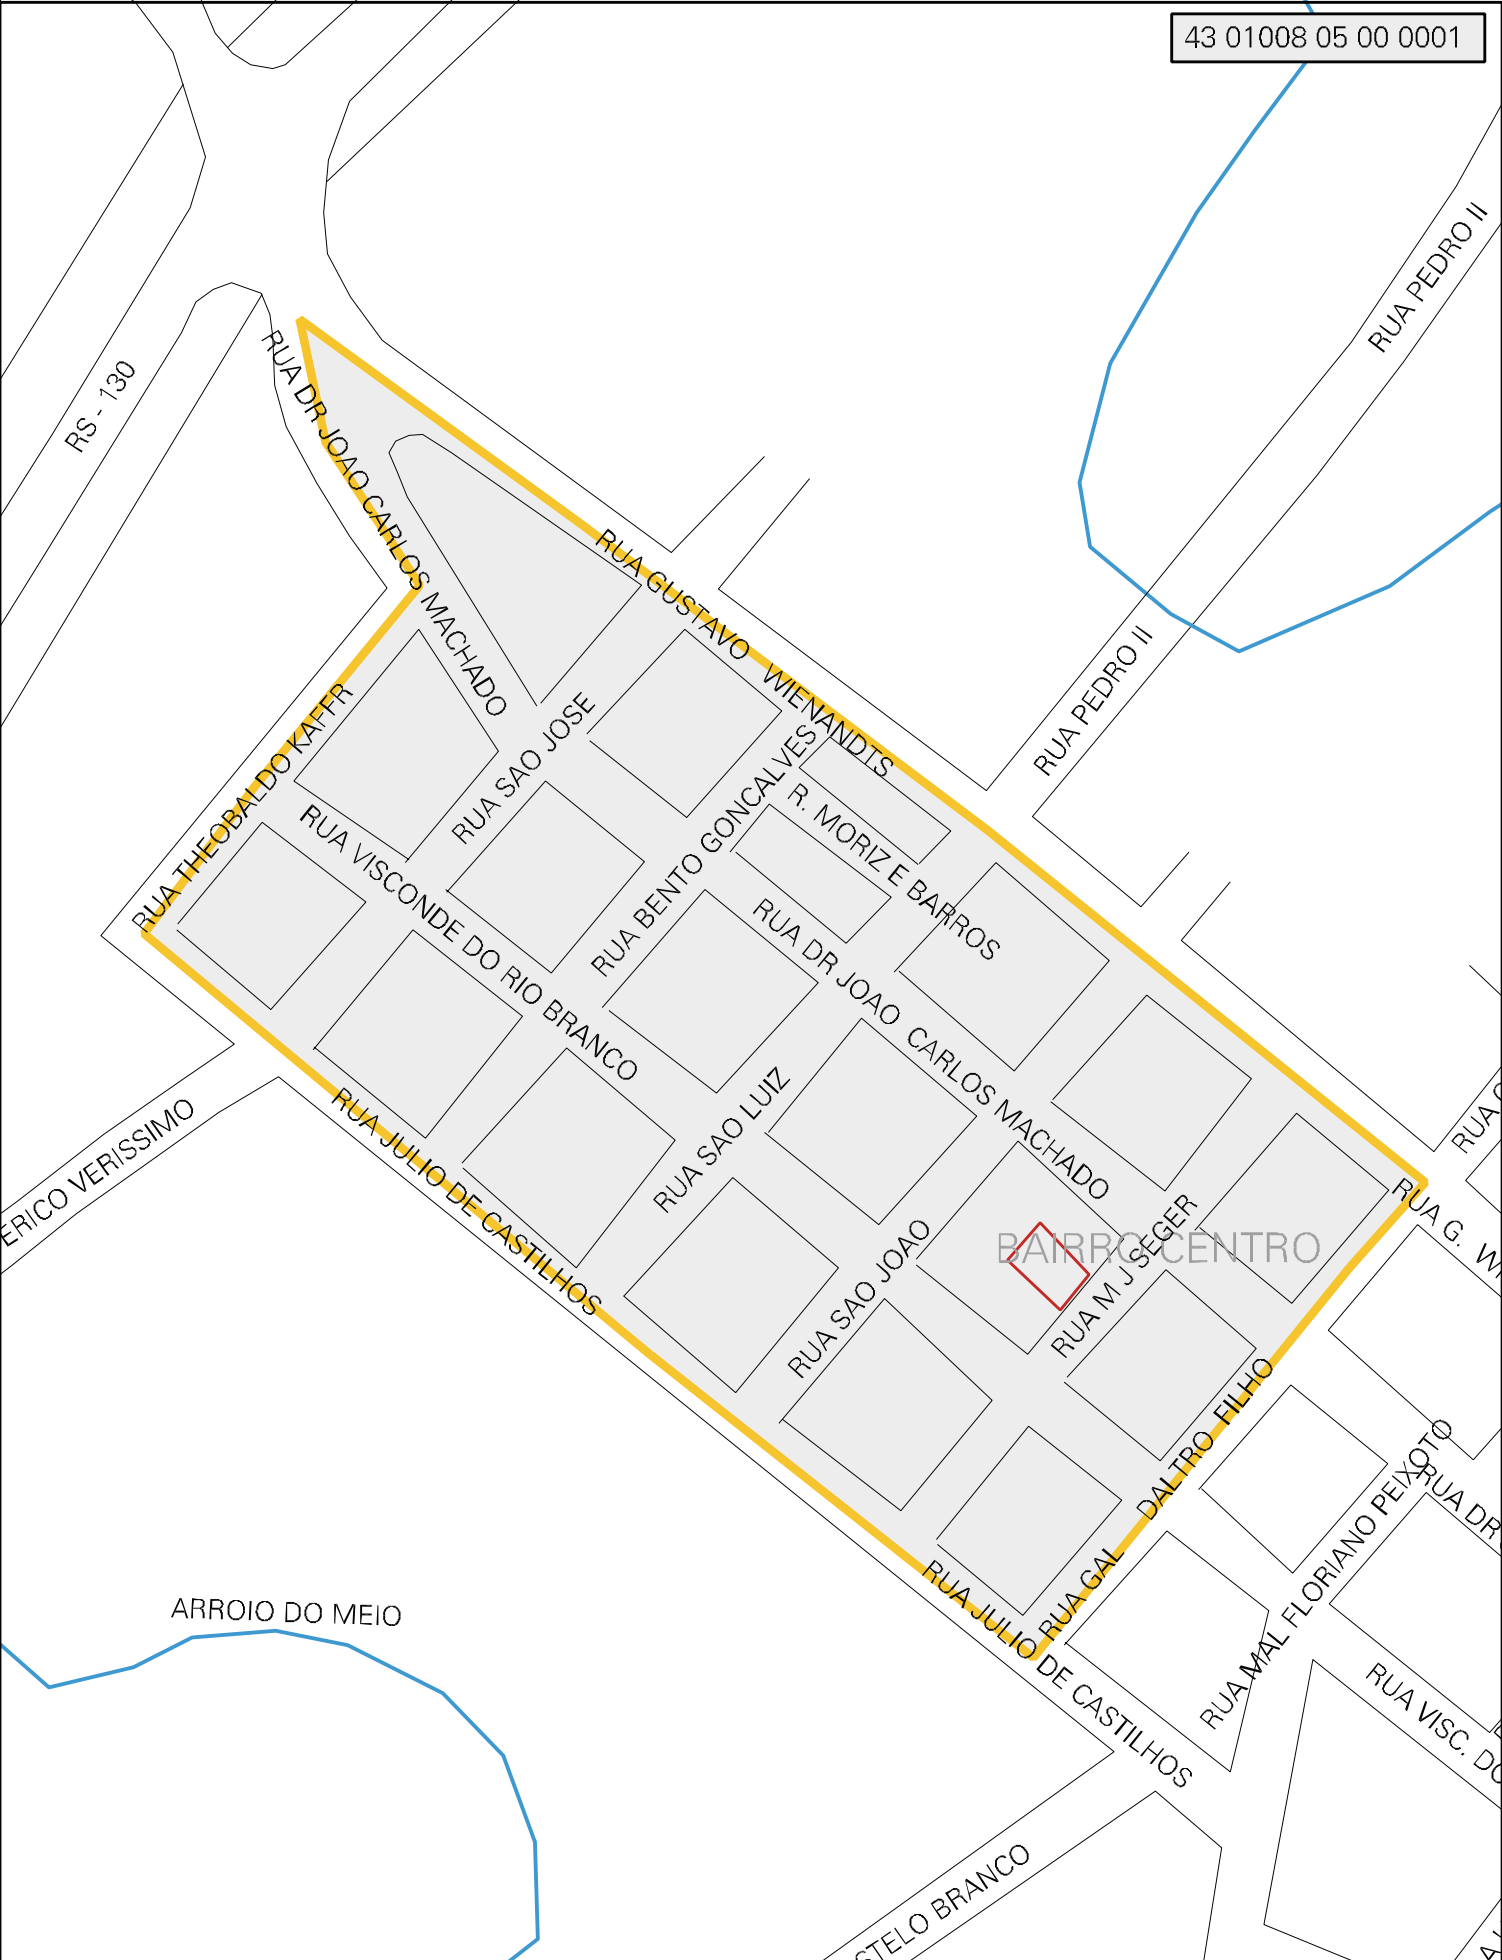 43 01008 05 00 0001
RUA PEDRO II
RS - 130
RUA DR JOAO CARLOS MACHADO
RUA GUSTAVO WIENANDTS
RUA PEDRO II
RUA THEOBALDO KAFFR
RUA SAO JOSE
RUA BENTO GONCALVES
R. MORIZ E BARROS
RUA VISCONDE DO RIO BRANCO
RUA DR JOAO CARLOS MACHADO
RUA SAO LUIZ
RUA JULIO DE CASTILHOS
ERICO VERISSIMO
RUA
RUA G. W
BAIRRO CENTRO
RUA M J SEGER
RUA SAO JOAO
RUA GAL DALTRO FILHO
RUA MAL FLORIANO PEIXOTO
RUA DR
RUA JULIO DE CASTILHOS
ARROIO DO MEIO
RUA VISC. DO
STELO BRANCO